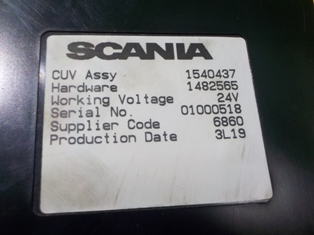 SCANIA
CUV Assy 1540437
Hardware 1482565
Working Voltage 24V
Serial No. 01000518
Supplier Code 6860
Production Date 3L19